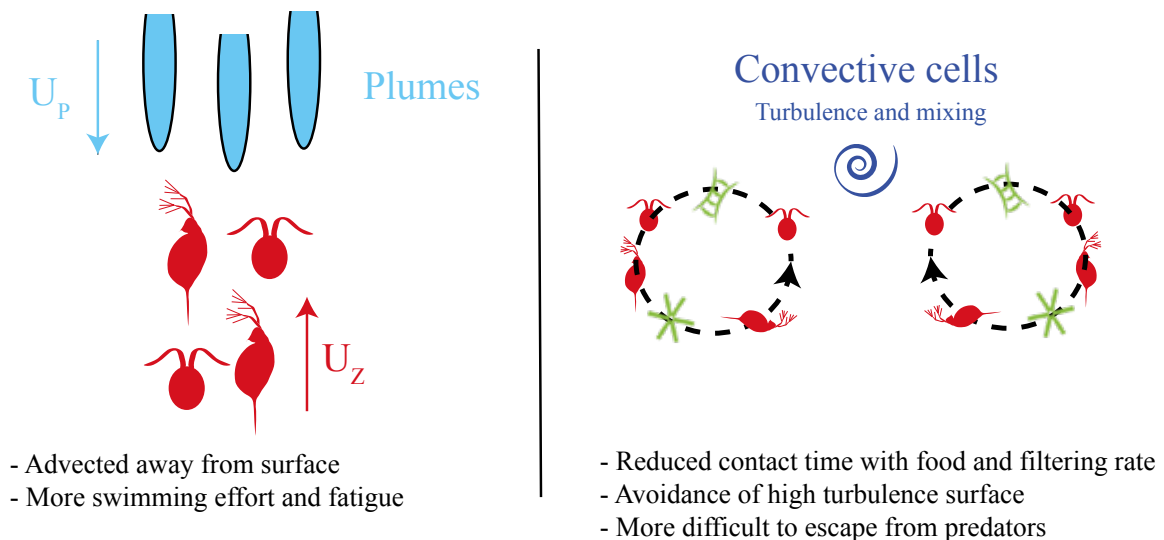 U_P
Plumes
U_Z
- Advected away from surface
- More swimming effort and fatigue
Convective cells
Turbulence and mixing
- Reduced contact time with food and filtering rate
- Avoidance of high turbulence surface
- More difficult to escape from predators